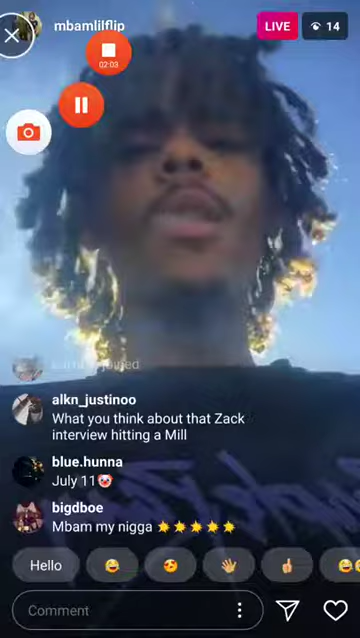 mbamlilflip
LIVE
14
02:03
joined
alkn_justinoo
What you think about that Zack
interview hitting a Mill
blue.hunna
July 11🤡
bigdboe
Mbam my nigga 💥💥💥💥💥
Hello
Comment